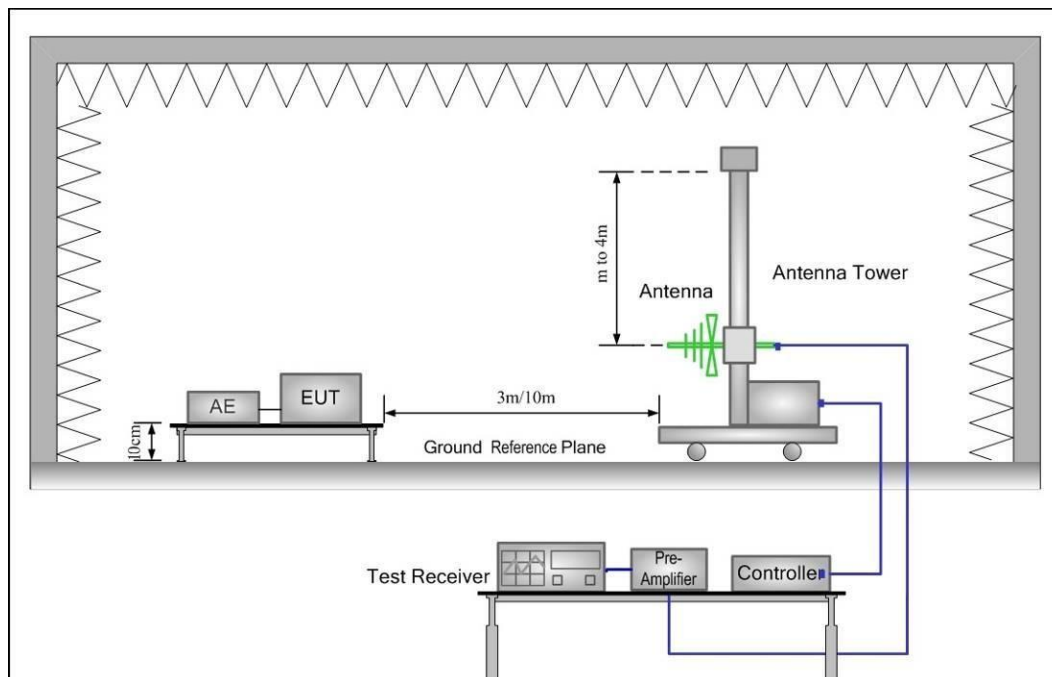 m to 4m
Antenna
Antenna Tower
AE
EUT
3m/10m
10cm
Ground Reference Plane
Test Receiver
Pre-
Amplifier
Controlle